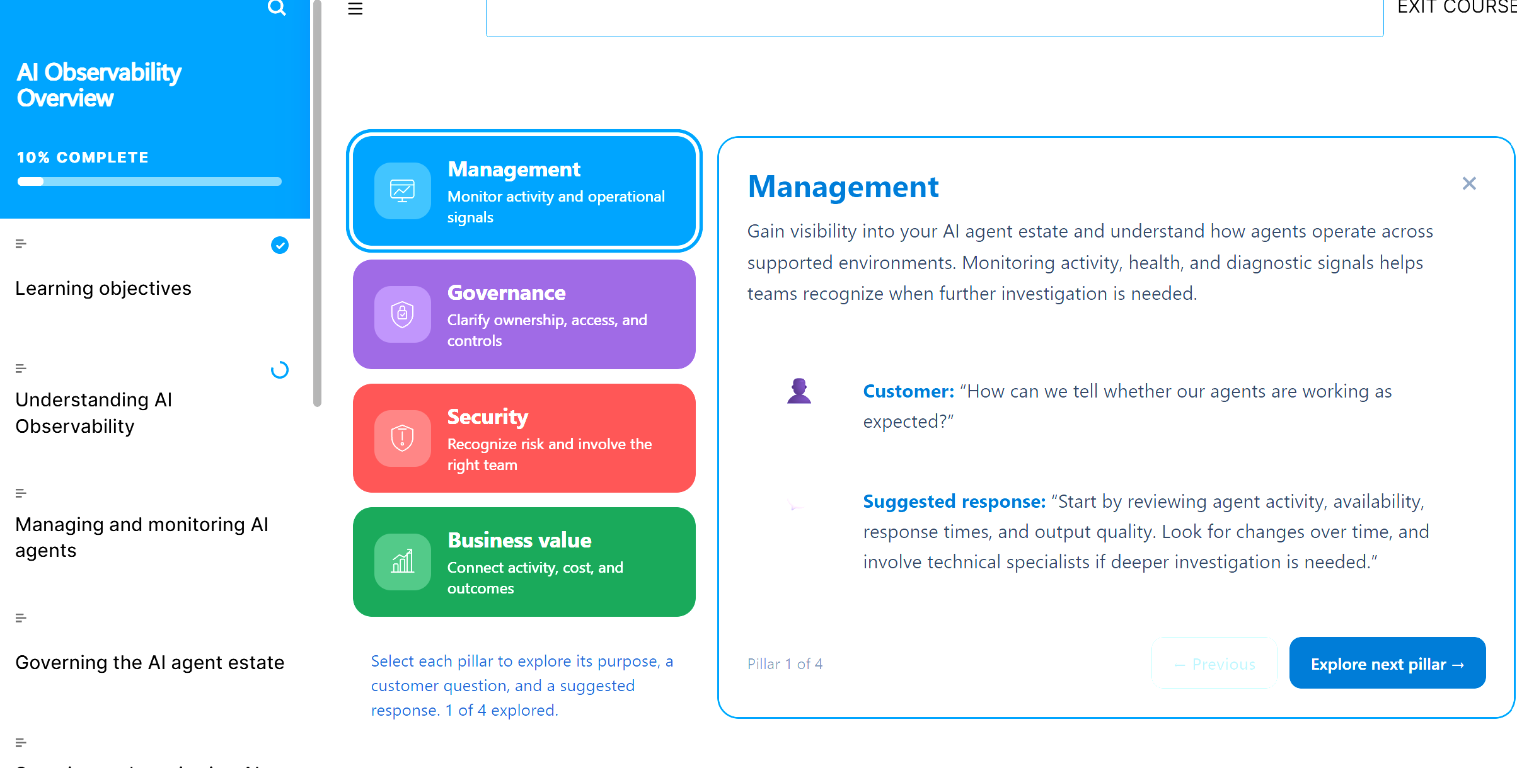 EXIT COURSE
AI Observability
Overview
10% COMPLETE
Learning objectives
Understanding AI
Observability
Managing and monitoring AI
agents
Governing the AI agent estate
Management
Monitor activity and operational
signals
Governance
Clarify ownership, access, and
controls
Security
Recognize risk and involve the
right team
Business value
Connect activity, cost, and
outcomes
Select each pillar to explore its purpose, a
customer question, and a suggested
response. 1 of 4 explored.
Management
Gain visibility into your AI agent estate and understand how agents operate across
supported environments. Monitoring activity, health, and diagnostic signals helps
teams recognize when further investigation is needed.
Customer: “How can we tell whether our agents are working as
expected?”
Suggested response: “Start by reviewing agent activity, availability,
response times, and output quality. Look for changes over time, and
involve technical specialists if deeper investigation is needed.”
Pillar 1 of 4
← Previous
Explore next pillar →